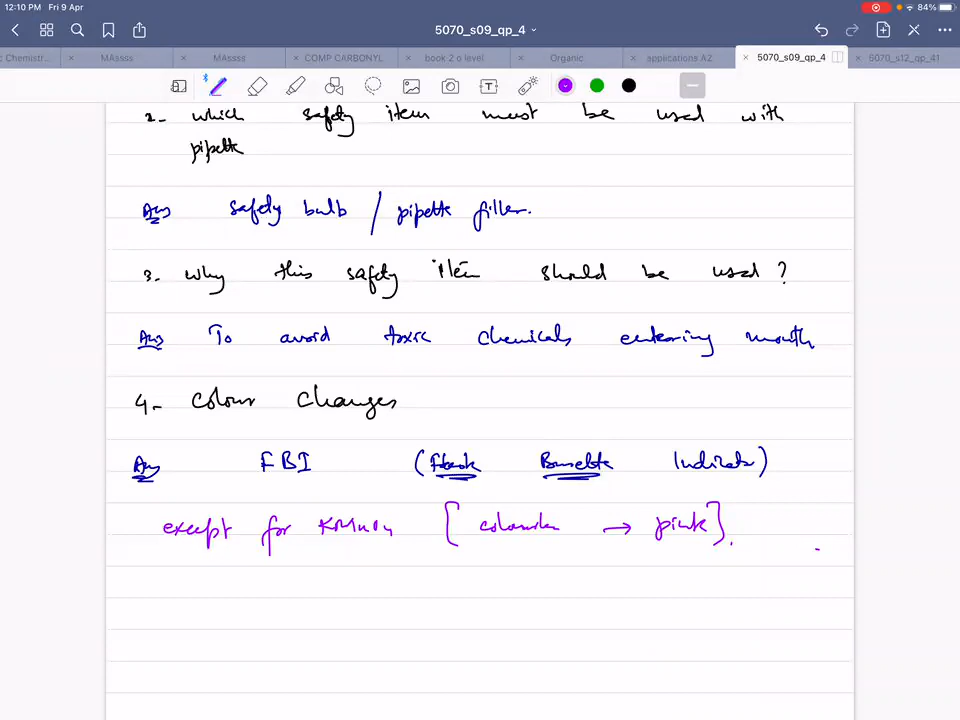 12:10 PM Fri 9 Apr 84%
5070_s09_qp_4
c Chemistr... MAssss MAssss COMP CARBONYL book 2 o level Organic applications A2 5070_s09_qp_4 5070_s12_qp_41
2. which safety item must be used with
pipette
Ans safety bulb / pipette filler.
3. Why this safety item should be used?
Ans To avoid toxic chemicals entering mouth
4. Colour Changes
Ans FBI (Flask Burette Indicator)
except for KMnO4 [colourless → pink].